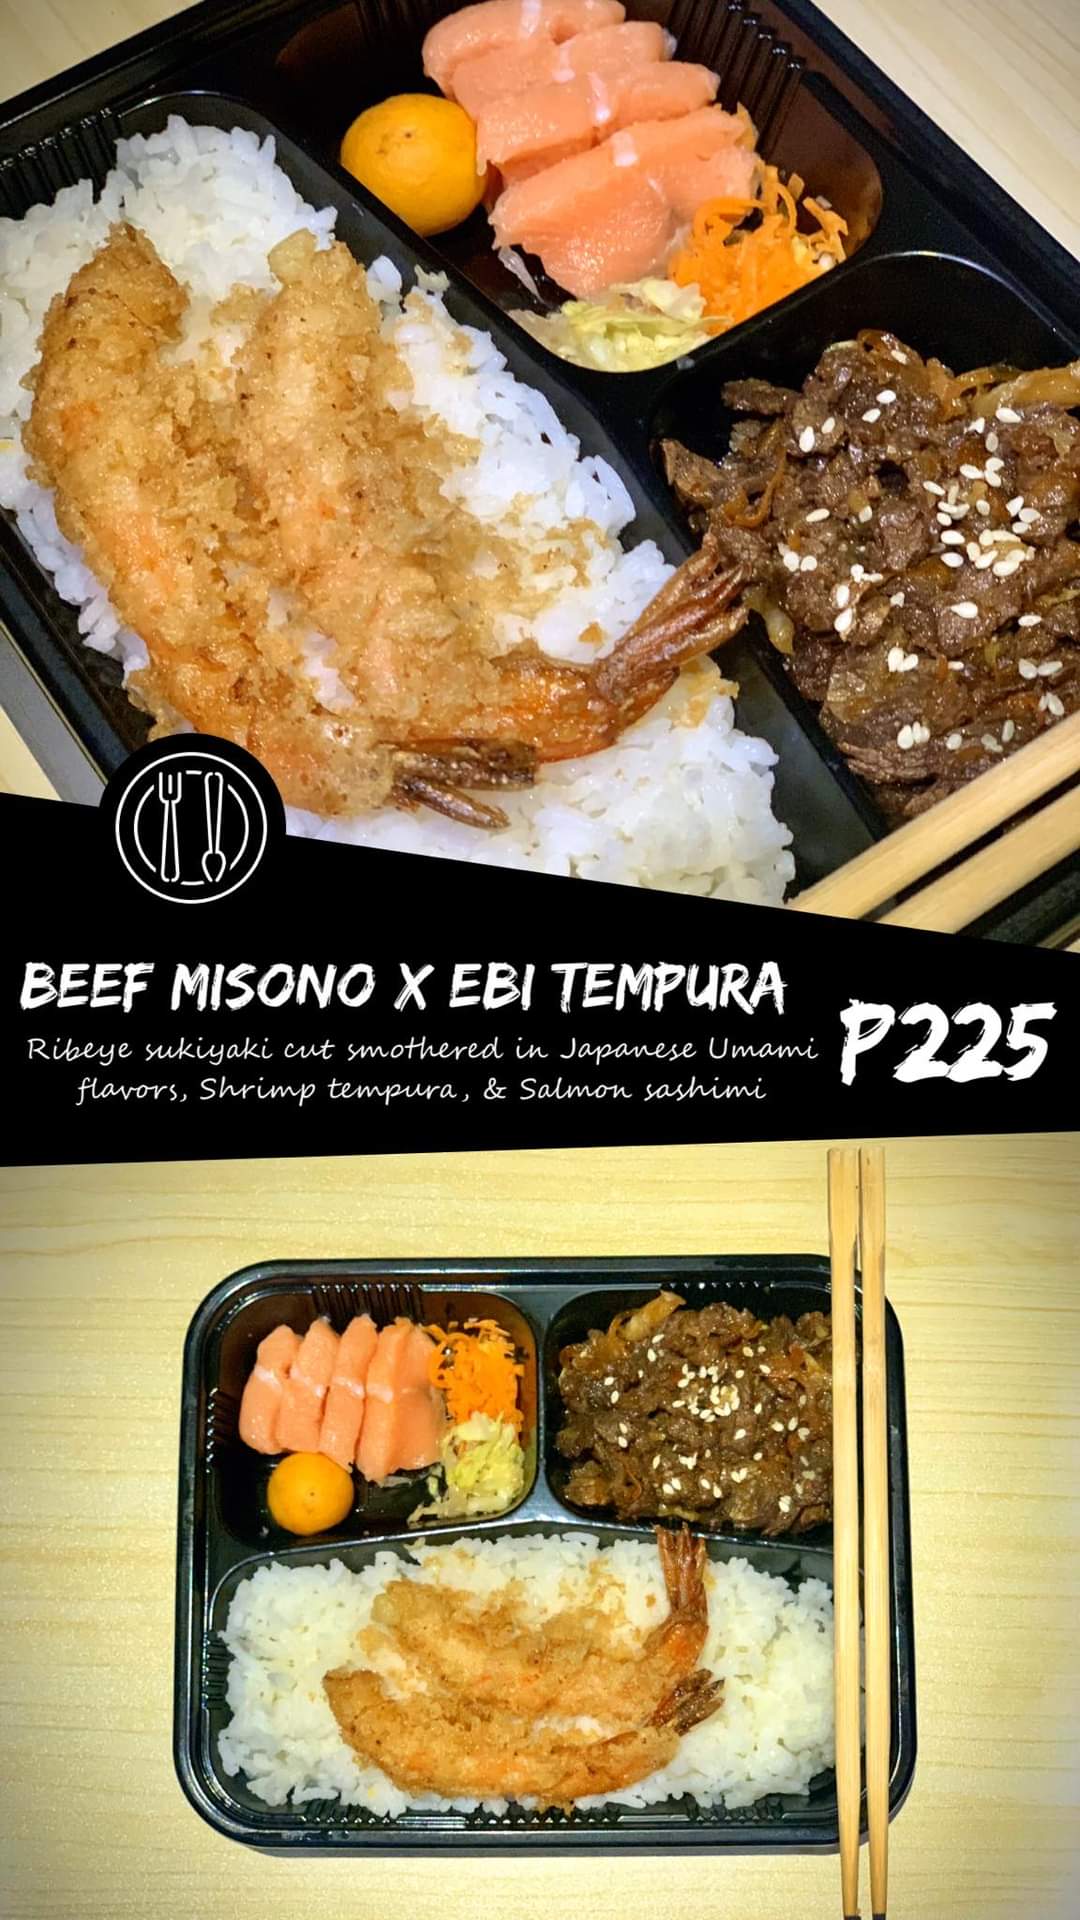 BEEF MISONO X EBI TEMPURA
Ribeye sukiyaki cut smothered in Japanese Umami
flavors, Shrimp tempura, & Salmon sashimi
P225